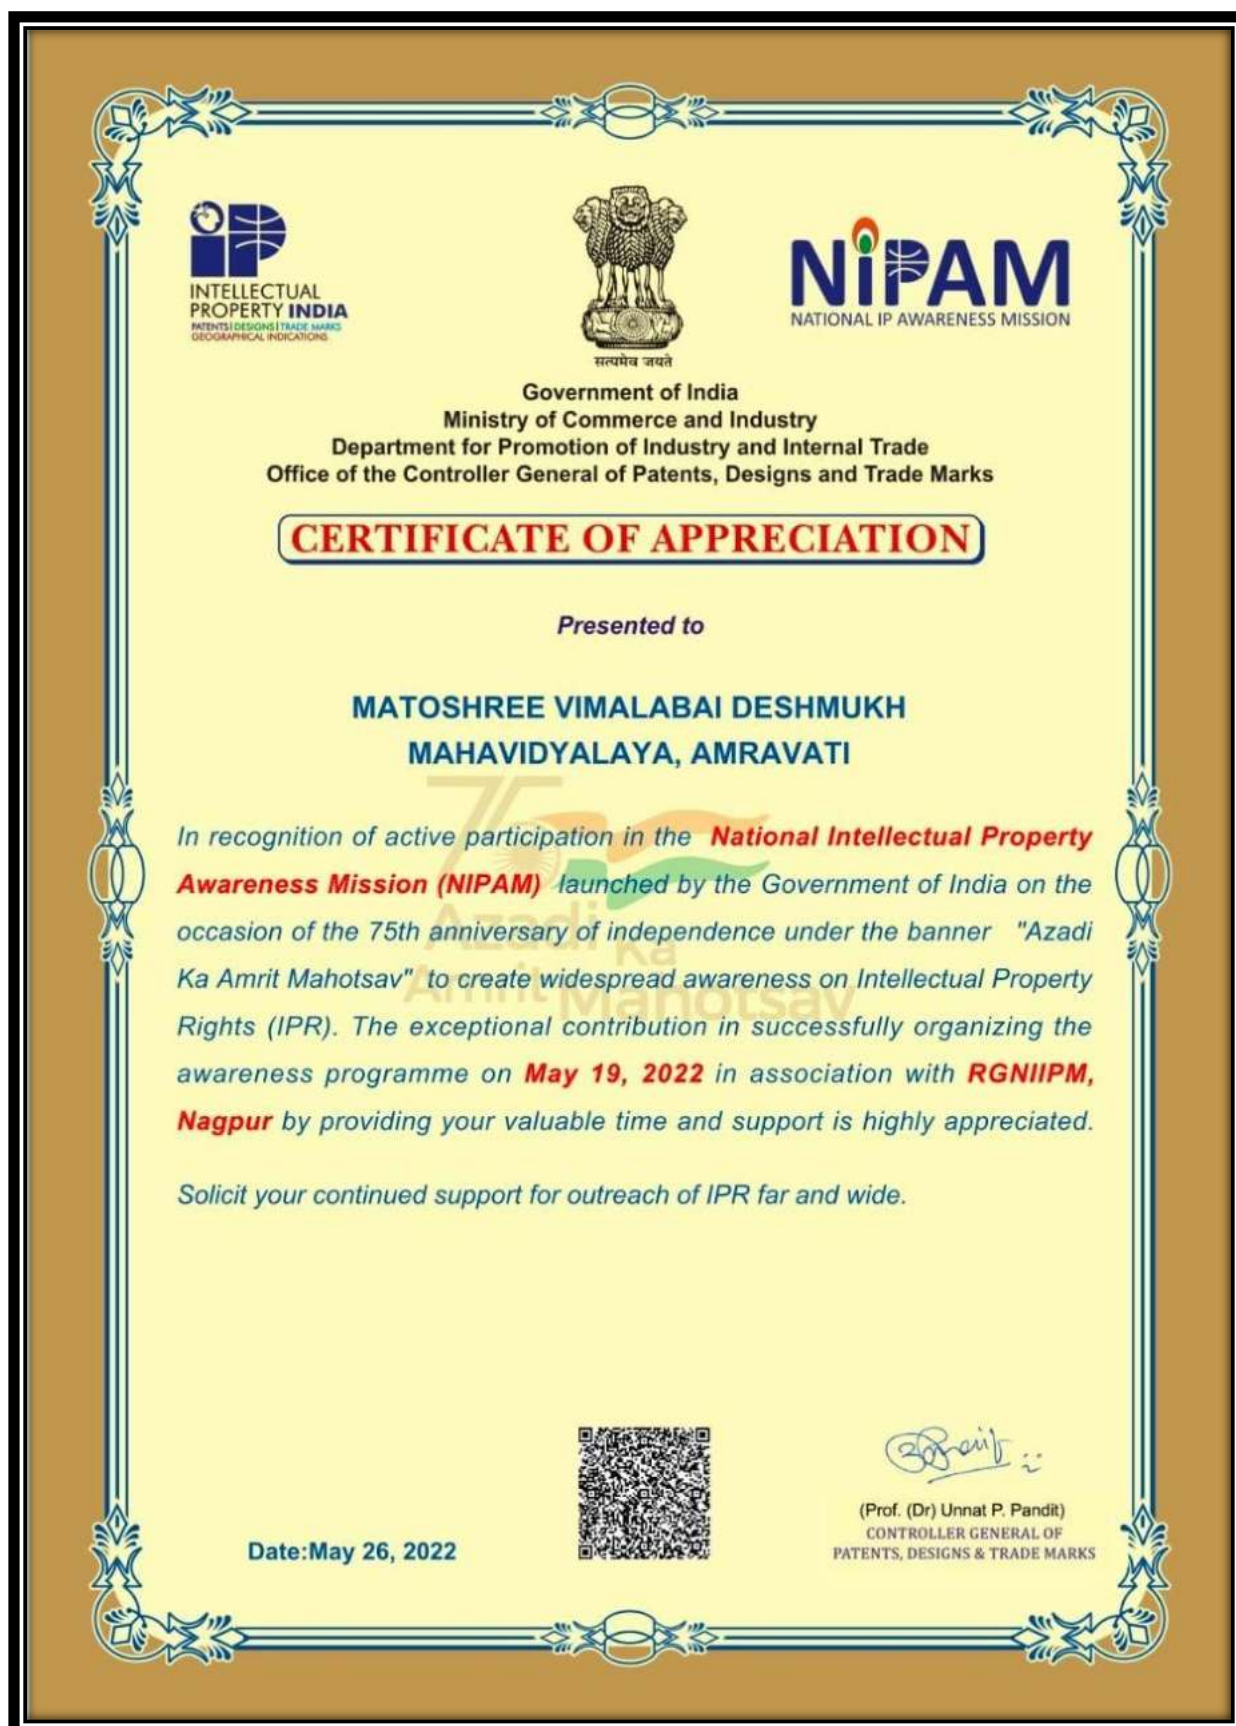 iP
INTELLECTUAL
PROPERTY INDIA
PATENTS | DESIGNS | TRADE MARKS
GEOGRAPHICAL INDICATIONS
सत्यमेव जयते
NiPAM
NATIONAL IP AWARENESS MISSION
Government of India
Ministry of Commerce and Industry
Department for Promotion of Industry and Internal Trade
Office of the Controller General of Patents, Designs and Trade Marks
CERTIFICATE OF APPRECIATION
Presented to
MATOSHREE VIMALABAI DESHMUKH
MAHAVIDYALAYA, AMRAVATI
In recognition of active participation in the National Intellectual Property
Awareness Mission (NIPAM) launched by the Government of India on the
occasion of the 75th anniversary of independence under the banner "Azadi
Ka Amrit Mahotsav" to create widespread awareness on Intellectual Property
Rights (IPR). The exceptional contribution in successfully organizing the
awareness programme on May 19, 2022 in association with RGNIIPM,
Nagpur by providing your valuable time and support is highly appreciated.
75
Azadi
Ka
Amrit
Mahotsav
Solicit your continued support for outreach of IPR far and wide.
Date:May 26, 2022
(Prof. (Dr) Unnat P. Pandit)
CONTROLLER GENERAL OF
PATENTS, DESIGNS & TRADE MARKS